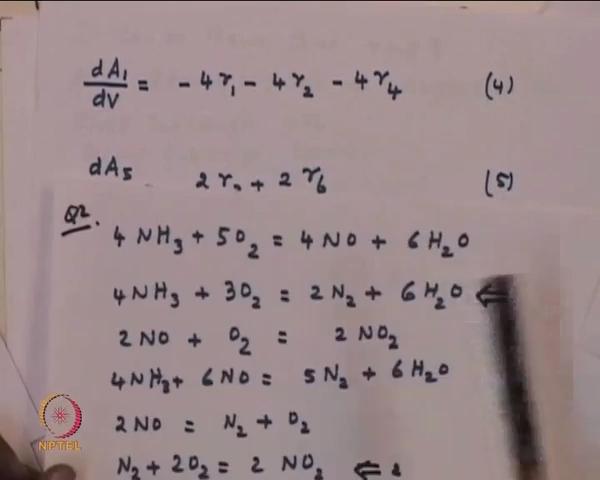 dA₁/dV = - 4r₁ - 4r₂ - 4r₄ (4)
dA₅ 2r + 2r₆ (5)
Q2.
4NH₃ + 5O₂ = 4NO + 6H₂O
4NH₃ + 3O₂ = 2N₂ + 6H₂O ⇐
2NO + O₂ = 2NO₂
4NH₃ + 6NO = 5N₂ + 6H₂O
2NO = N₂ + O₂
N₂ + 2O₂ = 2NO₂ ⇐
NPTEL